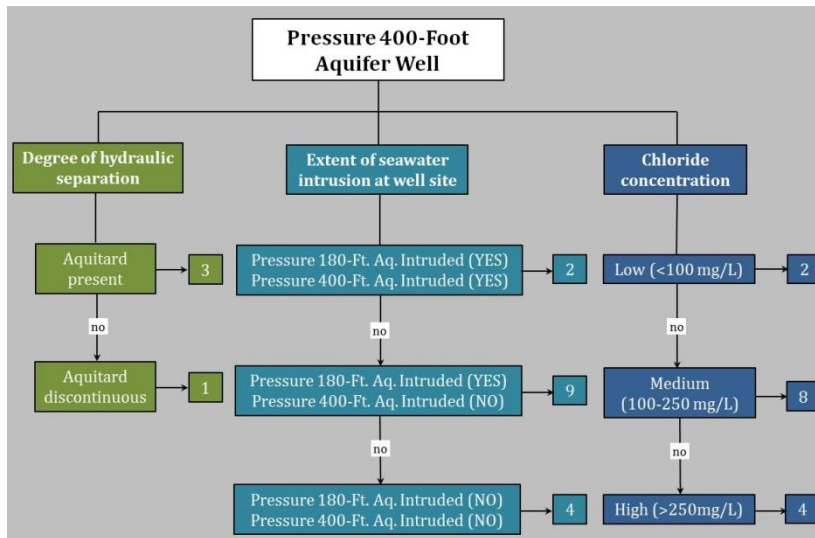 Pressure 400-Foot
Aquifer Well
Degree of hydraulic
separation
Extent of seawater
intrusion at well site
Chloride
concentration
Aquitard
present
3
Pressure 180-Ft. Aq. Intruded (YES)
Pressure 400-Ft. Aq. Intruded (YES)
2
Low (<100 mg/L)
2
no
no
no
Aquitard
discontinuous
1
Pressure 180-Ft. Aq. Intruded (YES)
Pressure 400-Ft. Aq. Intruded (NO)
9
Medium
(100-250 mg/L)
8
no
no
Pressure 180-Ft. Aq. Intruded (NO)
Pressure 400-Ft. Aq. Intruded (NO)
4
High (>250mg/L)
4